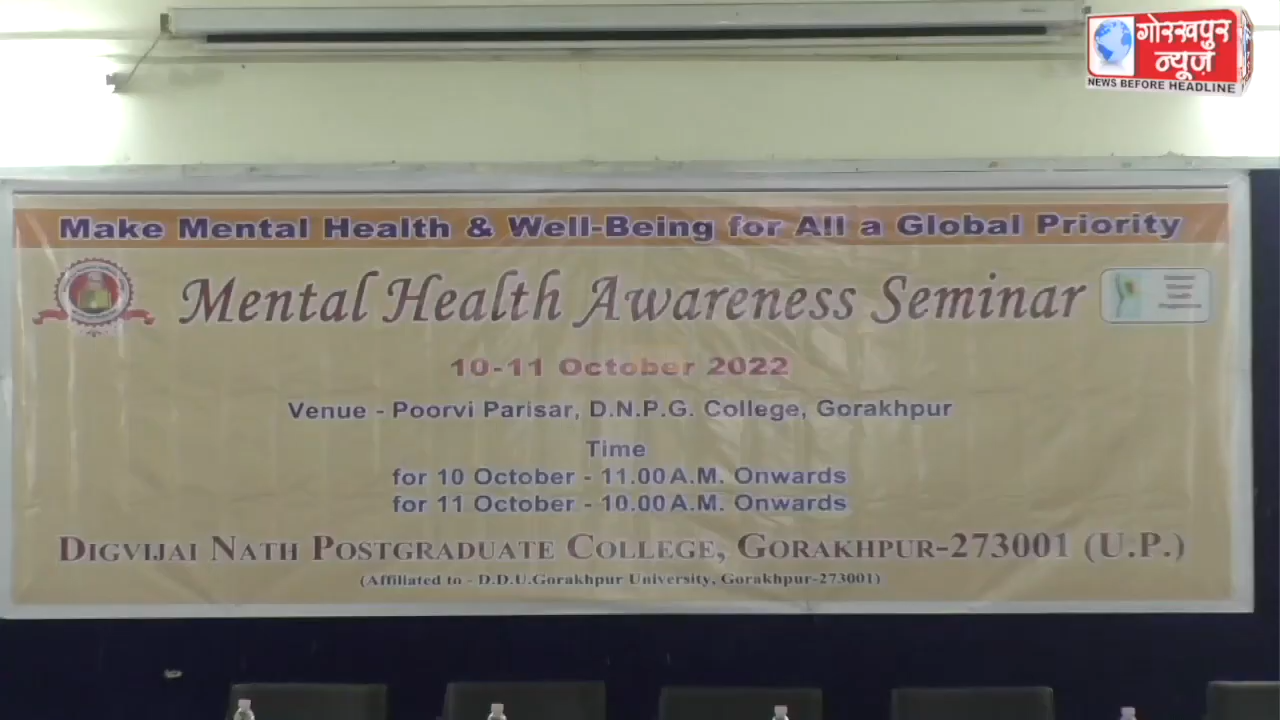 गोरखपुर
न्यूज़
NEWS BEFORE HEADLINE
Make Mental Health & Well-Being for All a Global Priority
Mental Health Awareness Seminar
10-11 October 2022
Venue - Poorvi Parisar, D.N.P.G. College, Gorakhpur
Time
for 10 October - 11.00 A.M. Onwards
for 11 October - 10.00 A.M. Onwards
DIGVIJAI NATH POSTGRADUATE COLLEGE, GORAKHPUR-273001 (U.P.)
(Affiliated to - D.D.U.Gorakhpur University, Gorakhpur-273001)